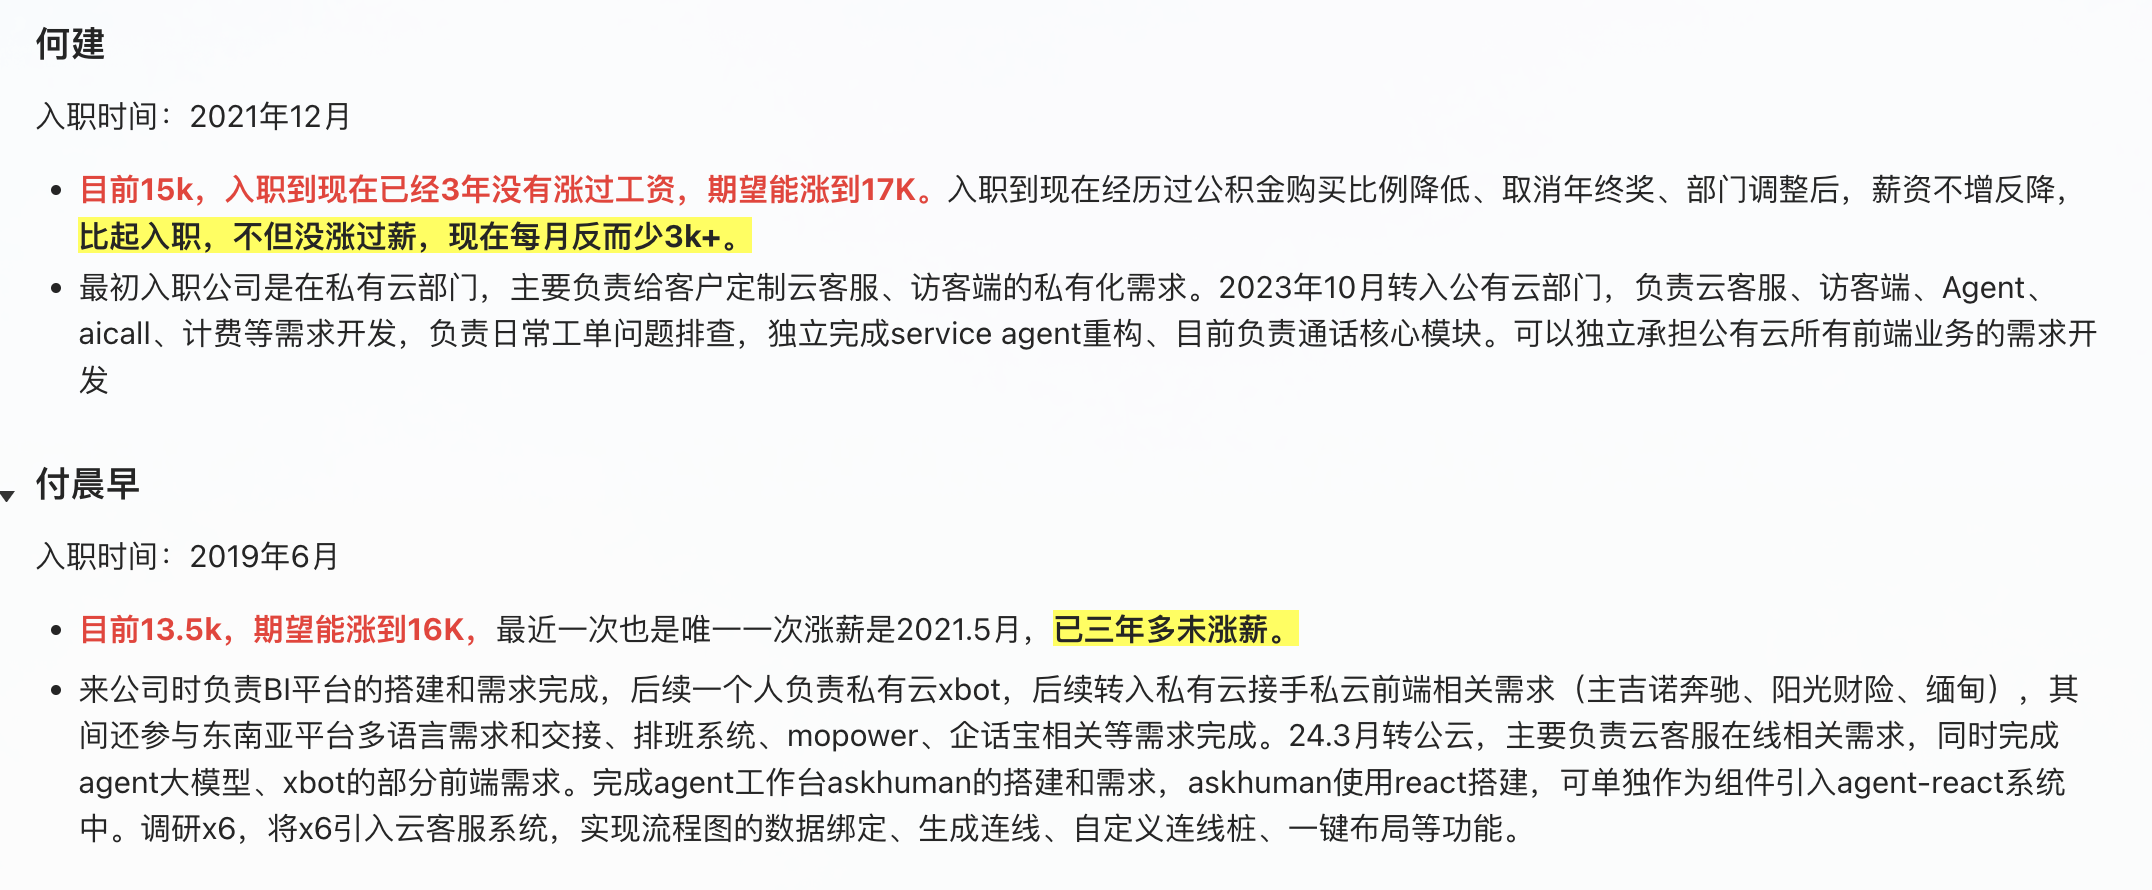 何建
入职时间：2021年12月
目前15k，入职到现在已经3年没有涨过工资，期望能涨到17K。入职到现在经历过公积金购买比例降低、取消年终奖、部门调整后，薪资不增反降，
比起入职，不但没涨过薪，现在每月反而少3k+。
最初入职公司是在私有云部门，主要负责给客户定制云客服、访客端的私有化需求。2023年10月转入公有云部门，负责云客服、访客端、Agent、
aicall、计费等需求开发，负责日常工单问题排查，独立完成service agent重构、目前负责通话核心模块。可以独立承担公有云所有前端业务的需求开
发
付晨早
入职时间：2019年6月
目前13.5k，期望能涨到16K，最近一次也是唯一一次涨薪是2021.5月，已三年多未涨薪。
来公司时负责BI平台的搭建和需求完成，后续一个人负责私有云xbot，后续转入私有云接手私云前端相关需求（主吉诺奔驰、阳光财险、缅甸），其
间还参与东南亚平台多语言需求和交接、排班系统、mopower、企话宝相关等需求完成。24.3月转公云，主要负责云客服在线相关需求，同时完成
agent大模型、xbot的部分前端需求。完成agent工作台askhuman的搭建和需求，askhuman使用react搭建，可单独作为组件引入agent-react系统
中。调研x6，将x6引入云客服系统，实现流程图的数据绑定、生成连线、自定义连线桩、一键布局等功能。